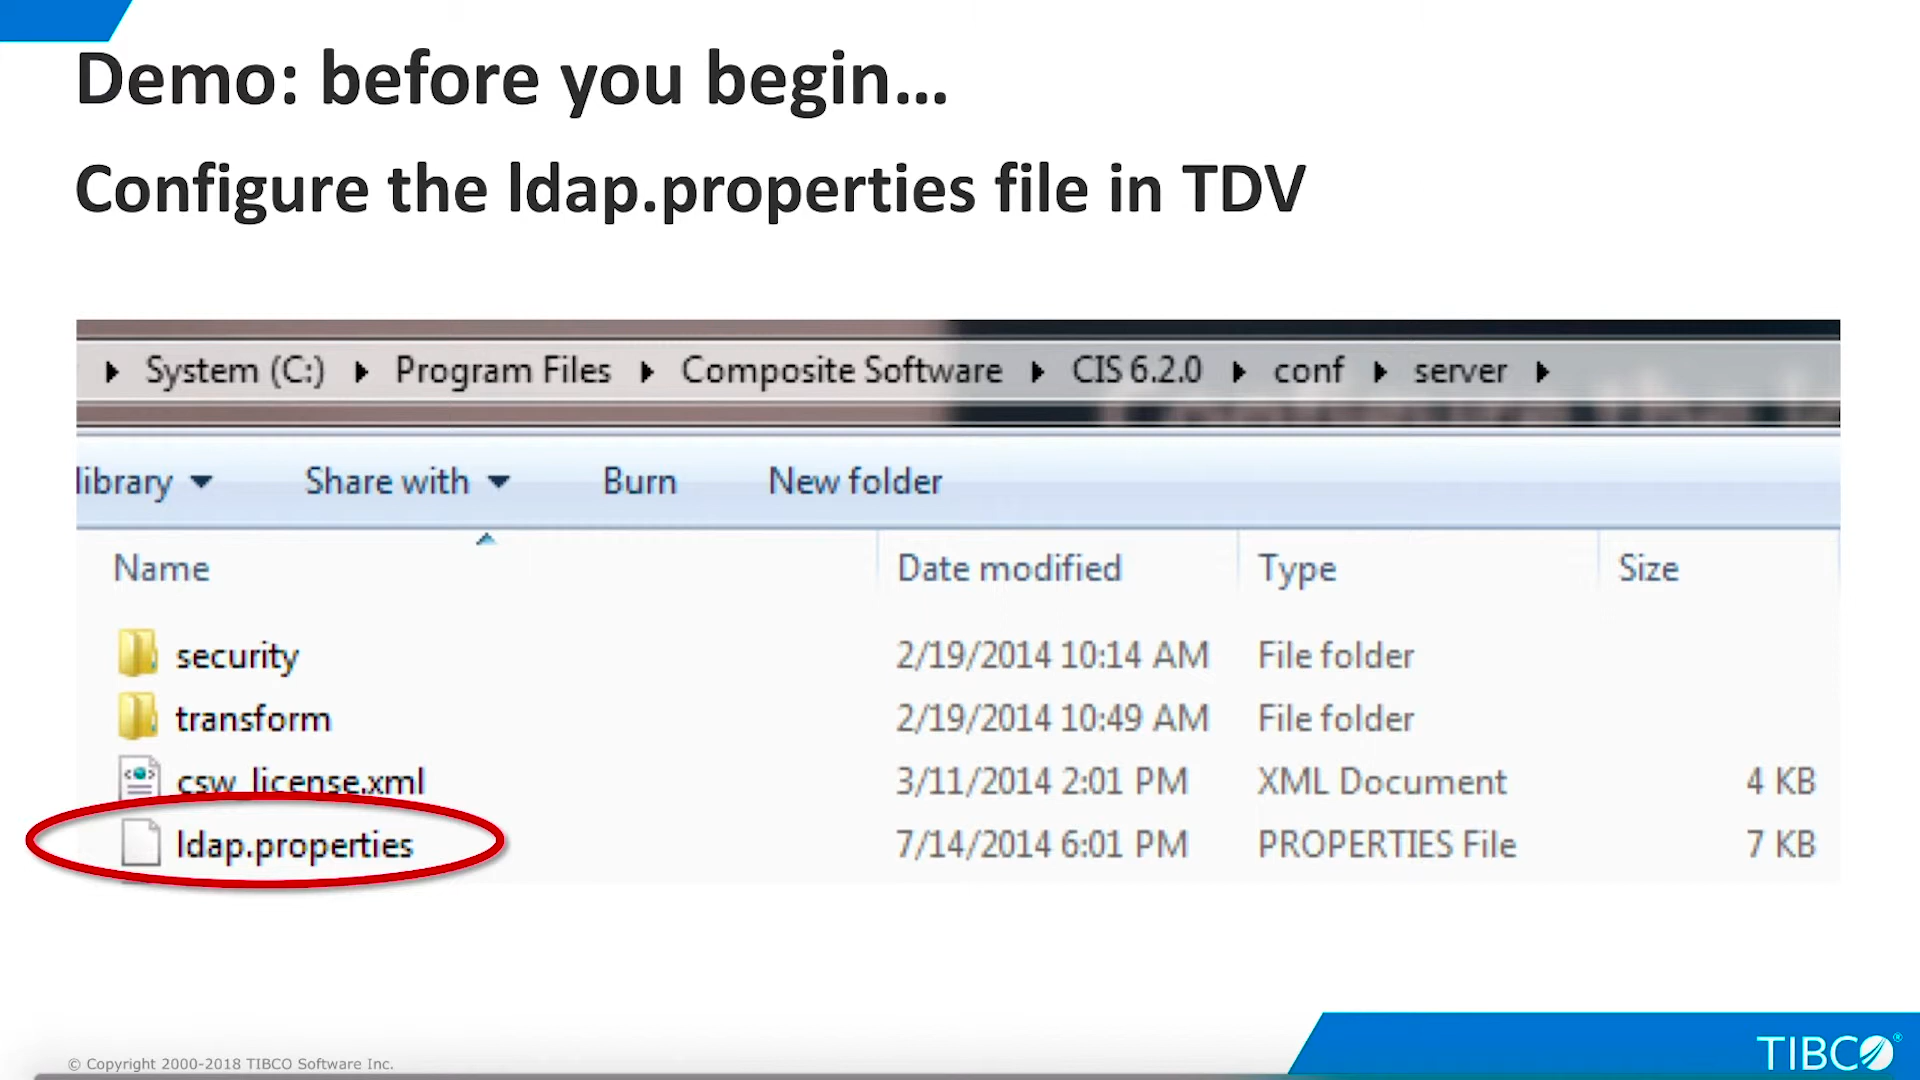 Demo: before you begin...
Configure the ldap.properties file in TDV
System (C:) Program Files Composite Software CIS 6.2.0 conf server
library Share with Burn New folder
Name Date modified Type Size
security 2/19/2014 10:14 AM File folder
transform 2/19/2014 10:49 AM File folder
csw_license.xml 3/11/2014 2:01 PM XML Document 4 KB
ldap.properties 7/14/2014 6:01 PM PROPERTIES File 7 KB
© Copyright 2000-2018 TIBCO Software Inc.
TIBCO®